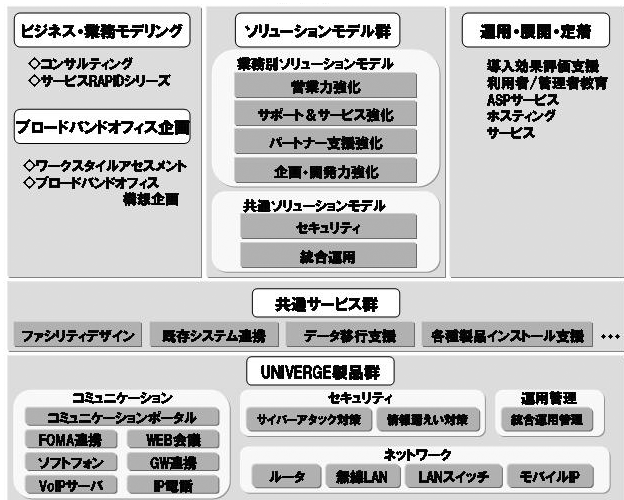 ビジネス・業務モデリング
◇コンサルティング
◇サービスRAPIDシリーズ
ブロードバンドオフィス企画
◇ワークスタイルアセスメント
◇ブロードバンドオフィス
構想企画
ソリューションモデル群
業務別ソリューションモデル
営業力強化
サポート&サービス強化
パートナー支援強化
企画・開発力強化
共通ソリューションモデル
セキュリティ
統合運用
運用・展開・定着
導入効果評価支援
利用者/管理者教育
ASPサービス
ホスティング
サービス
共通サービス群
ファシリティデザイン
既存システム連携
データ移行支援
各種製品インストール支援
…
UNIVERGE製品群
コミュニケーション
コミュニケーションポータル
FOMA連携
WEB会議
ソフトフォン
GW連携
VoIPサーバ
IP電話
セキュリティ
サイバーアタック対策
情報漏えい対策
運用管理
統合運用管理
ネットワーク
ルータ
無線LAN
LANスイッチ
モバイルIP